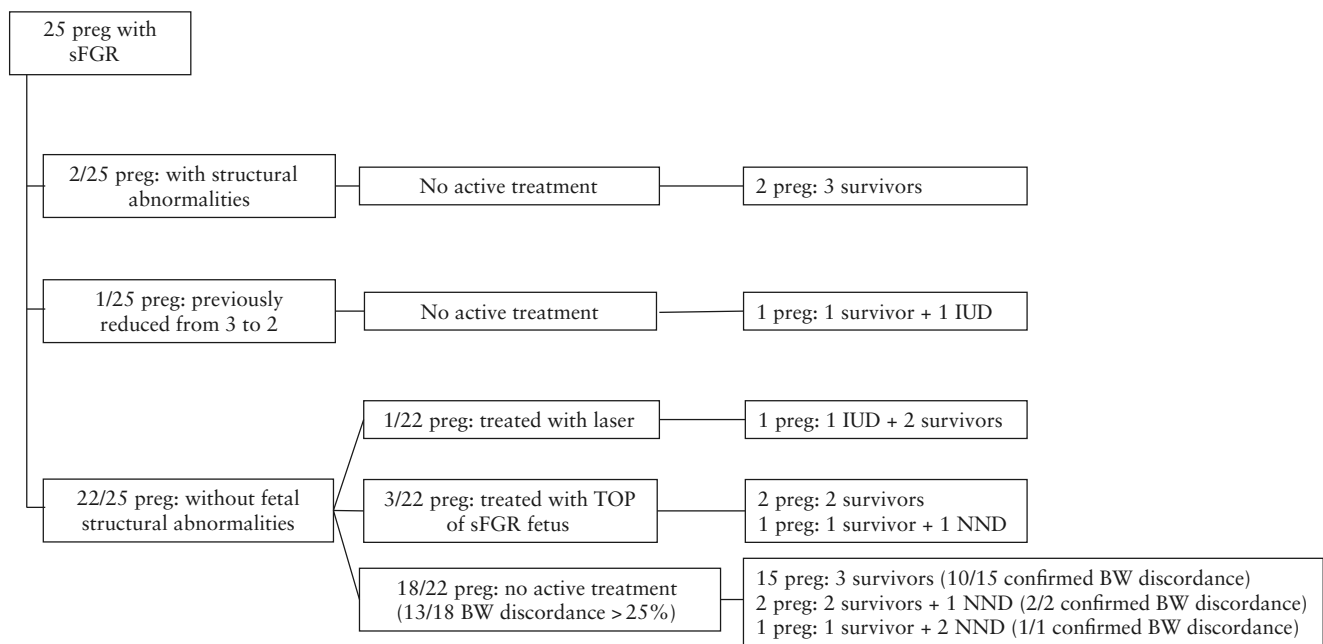 25 preg with
sFGR
2/25 preg: with structural
abnormalities
No active treatment
2 preg: 3 survivors
1/25 preg: previously
reduced from 3 to 2
No active treatment
1 preg: 1 survivor + 1 IUD
22/25 preg: without fetal
structural abnormalities
1/22 preg: treated with laser
1 preg: 1 IUD + 2 survivors
3/22 preg: treated with TOP
of sFGR fetus
2 preg: 2 survivors
1 preg: 1 survivor + 1 NND
18/22 preg: no active treatment
(13/18 BW discordance > 25%)
15 preg: 3 survivors (10/15 confirmed BW discordance)
2 preg: 2 survivors + 1 NND (2/2 confirmed BW discordance)
1 preg: 1 survivor + 2 NND (1/1 confirmed BW discordance)